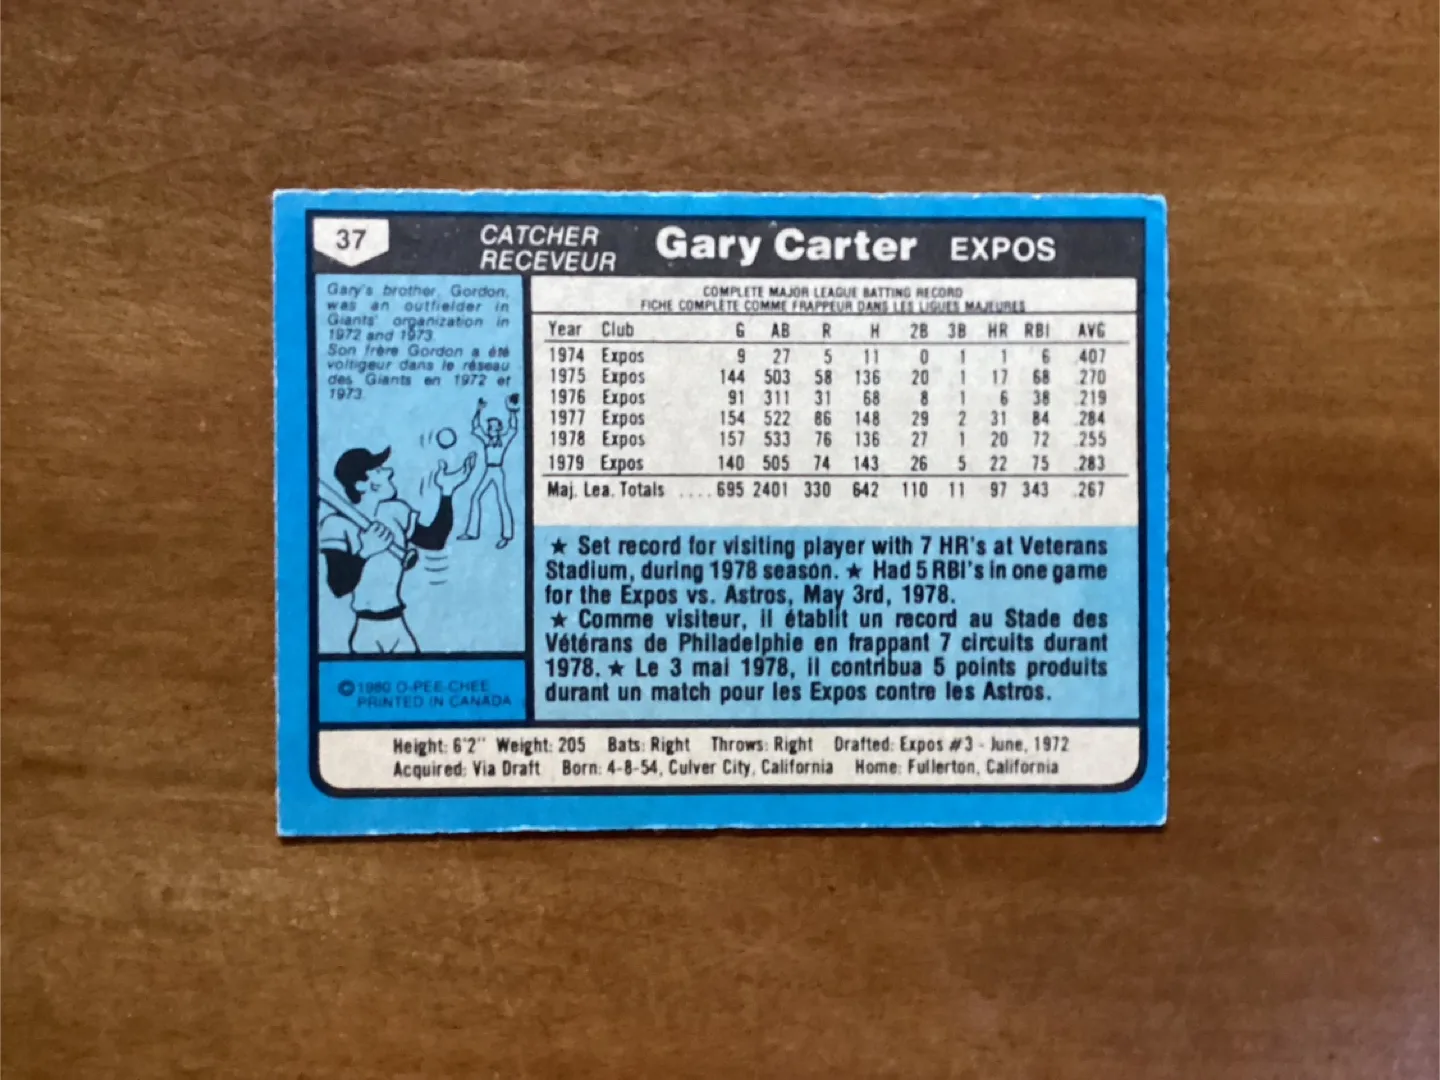 37 CATCHER Gary Carter EXPOS
RECEVEUR
Gary's brother, Gordon,
was an outfielder in
Giants' organization in
1972 and 1973.
Son frère Gordon a été
voltigeur dans le réseau
des Giants en 1972 et
1973.
COMPLETE MAJOR LEAGUE BATTING RECORD
FICHE COMPLÈTE COMME FRAPPEUR DANS LES LIGUES MAJEURES
Year Club G AB R H 2B 3B HR RBI AVG
1974 Expos 9 27 5 11 0 1 1 6 .407
1975 Expos 144 503 58 136 20 1 17 68 .270
1976 Expos 91 311 31 68 8 1 6 38 .219
1977 Expos 154 522 86 148 29 2 31 84 .284
1978 Expos 157 533 76 136 27 1 20 72 .255
1979 Expos 140 505 74 143 26 5 22 75 .283
Maj. Lea. Totals .... 695 2401 330 642 110 11 97 343 .267
★ Set record for visiting player with 7 HR's at Veterans
Stadium, during 1978 season. ★ Had 5 RBI's in one game
for the Expos vs. Astros, May 3rd, 1978.
★ Comme visiteur, il établit un record au Stade des
Vétérans de Philadelphie en frappant 7 circuits durant
1978. ★ Le 3 mai 1978, il contribua 5 points produits
durant un match pour les Expos contre les Astros.
© 1980 O-PEE-CHEE
PRINTED IN CANADA
Height: 6'2" Weight: 205 Bats: Right Throws: Right Drafted: Expos #3 - June, 1972
Acquired: Via Draft Born: 4-8-54, Culver City, California Home: Fullerton, California